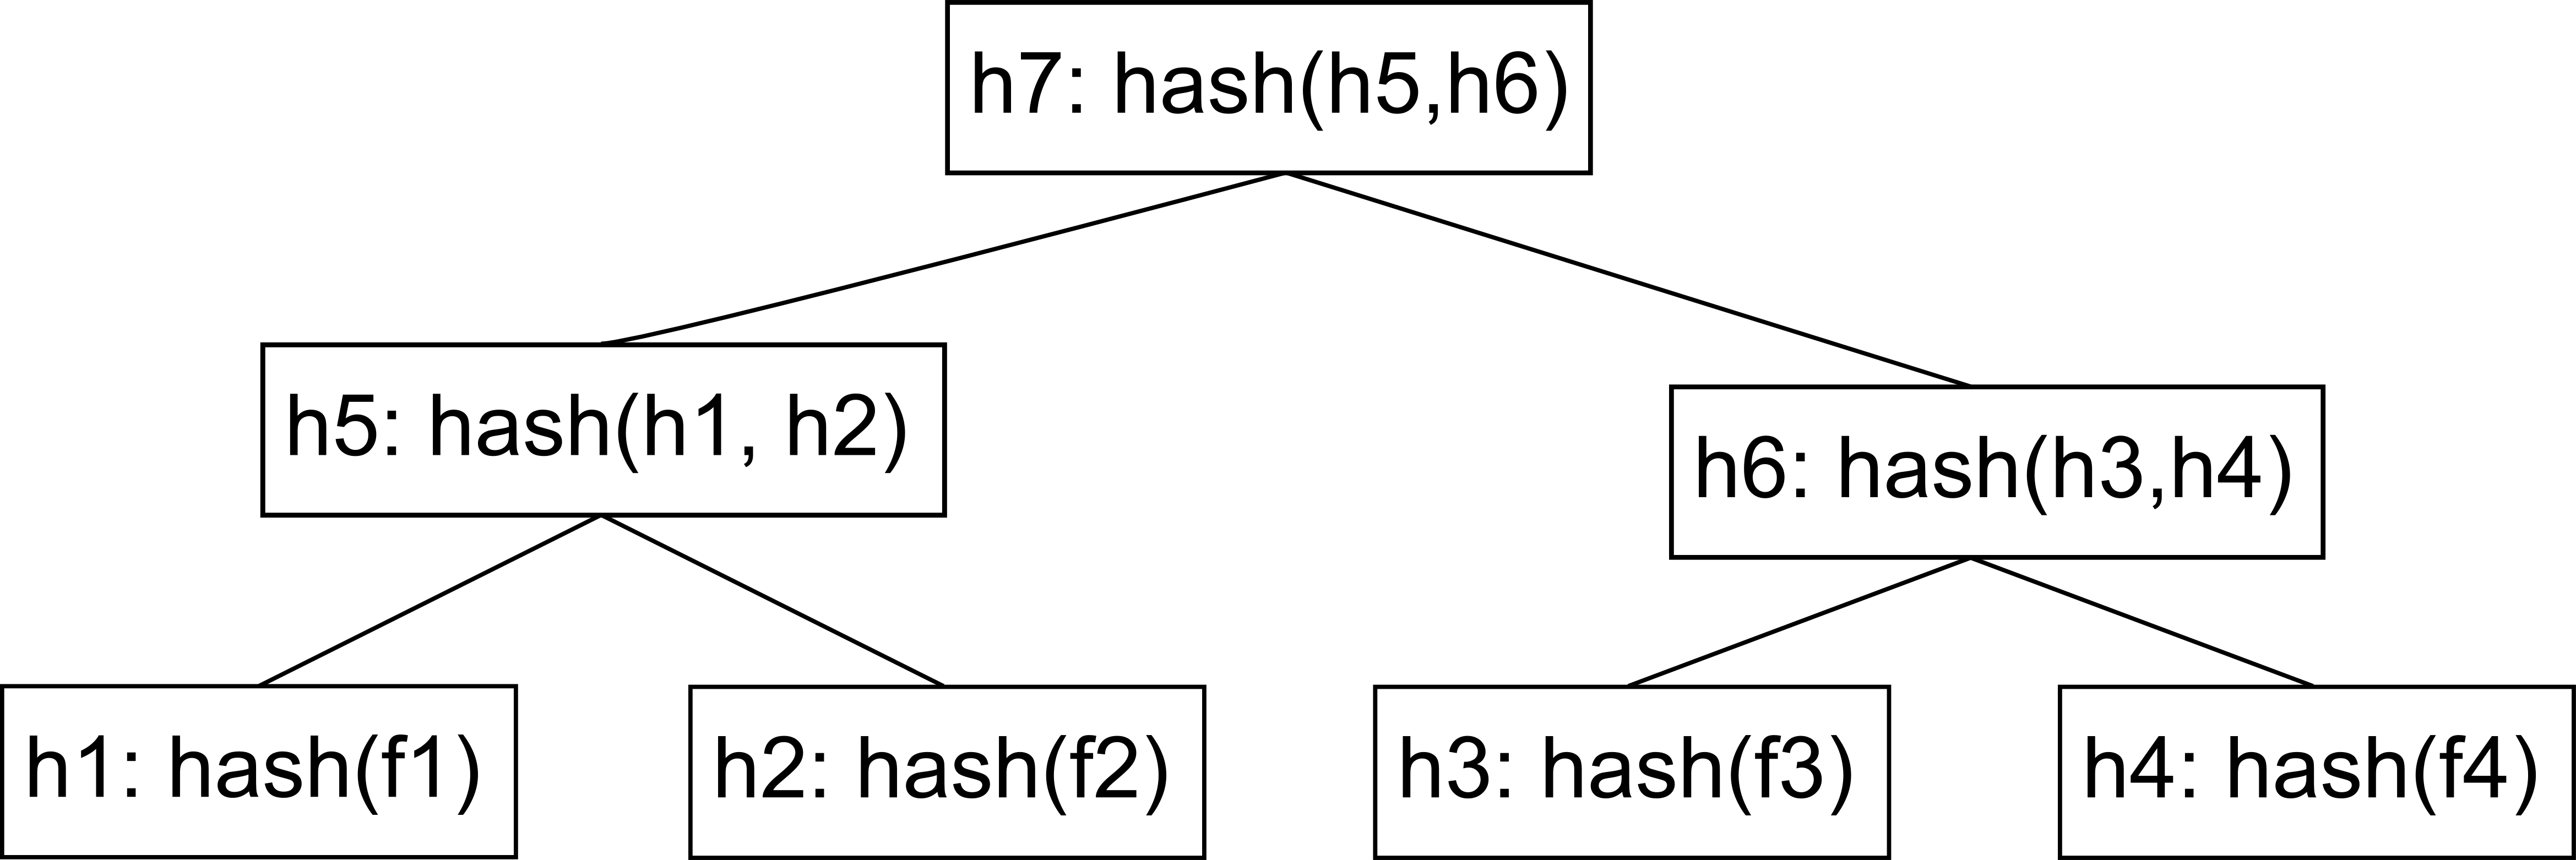 h7: hash(h5,h6)
h5: hash(h1, h2)
h6: hash(h3,h4)
h1: hash(f1)
h2: hash(f2)
h3: hash(f3)
h4: hash(f4)